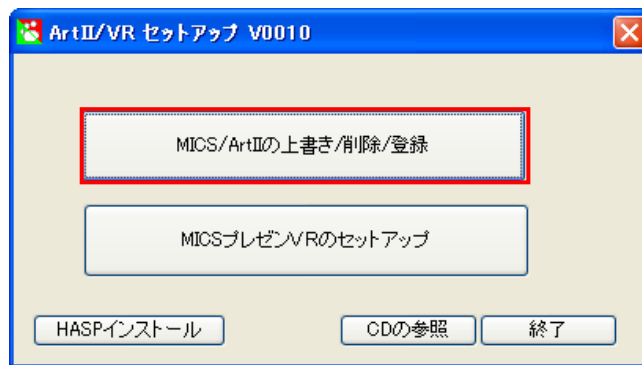 ArtⅡ/VR セットアップ V0010
MICS/ArtⅡの上書き/削除/登録
MICSプレゼンVRのセットアップ
HASPインストール CDの参照 終了